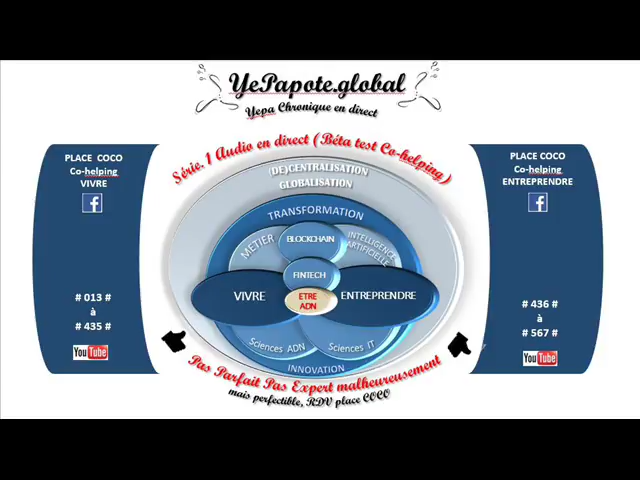 YePapote.global
Yepa Chronique en direct
Série.1 Audio en direct (Béta test Co-helping)
PLACE COCO
Co-helping
VIVRE
f
# 013 #
à
# 435 #
YouTube
(DE)CENTRALISATION
GLOBALISATION
TRANSFORMATION
METIER
BLOCKCHAIN
INTELLIGENCE
ARTIFICIELLE
FINTECH
VIVRE
ETRE
ADN
ENTREPRENDRE
Sciences ADN
Sciences IT
INNOVATION
PLACE COCO
Co-helping
ENTREPRENDRE
f
# 436 #
à
# 567 #
YouTube
Pas Parfait Pas Expert malheureusement
mais perfectible, RDV place COCO